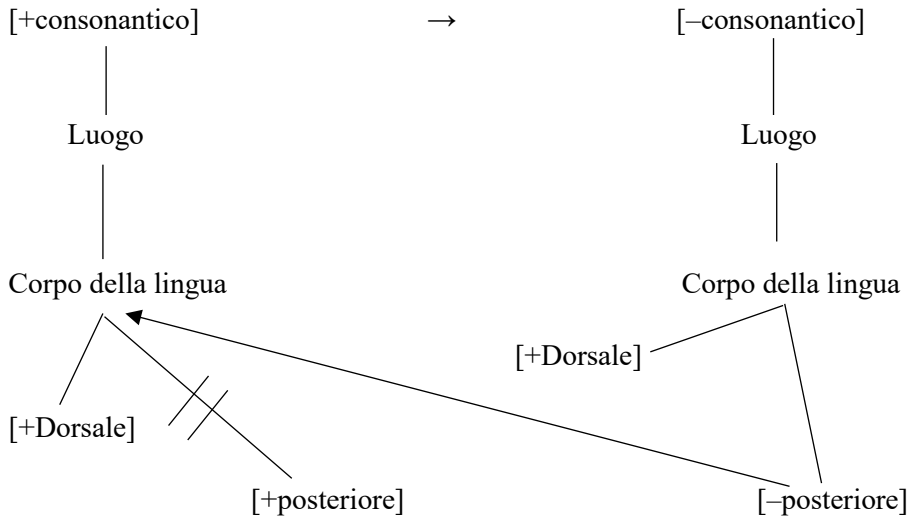 [+consonantico] → [–consonantico]
Luogo Luogo
Corpo della lingua Corpo della lingua
[+Dorsale]
[+Dorsale]
[+posteriore] [–posteriore]